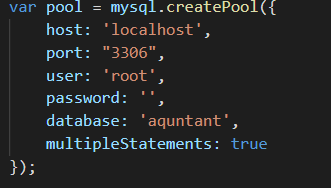 var pool = mysql.createPool({
    host: 'localhost',
    port: "3306",
    user: 'root',
    password: '',
    database: 'aquntant',
    multipleStatements: true
});